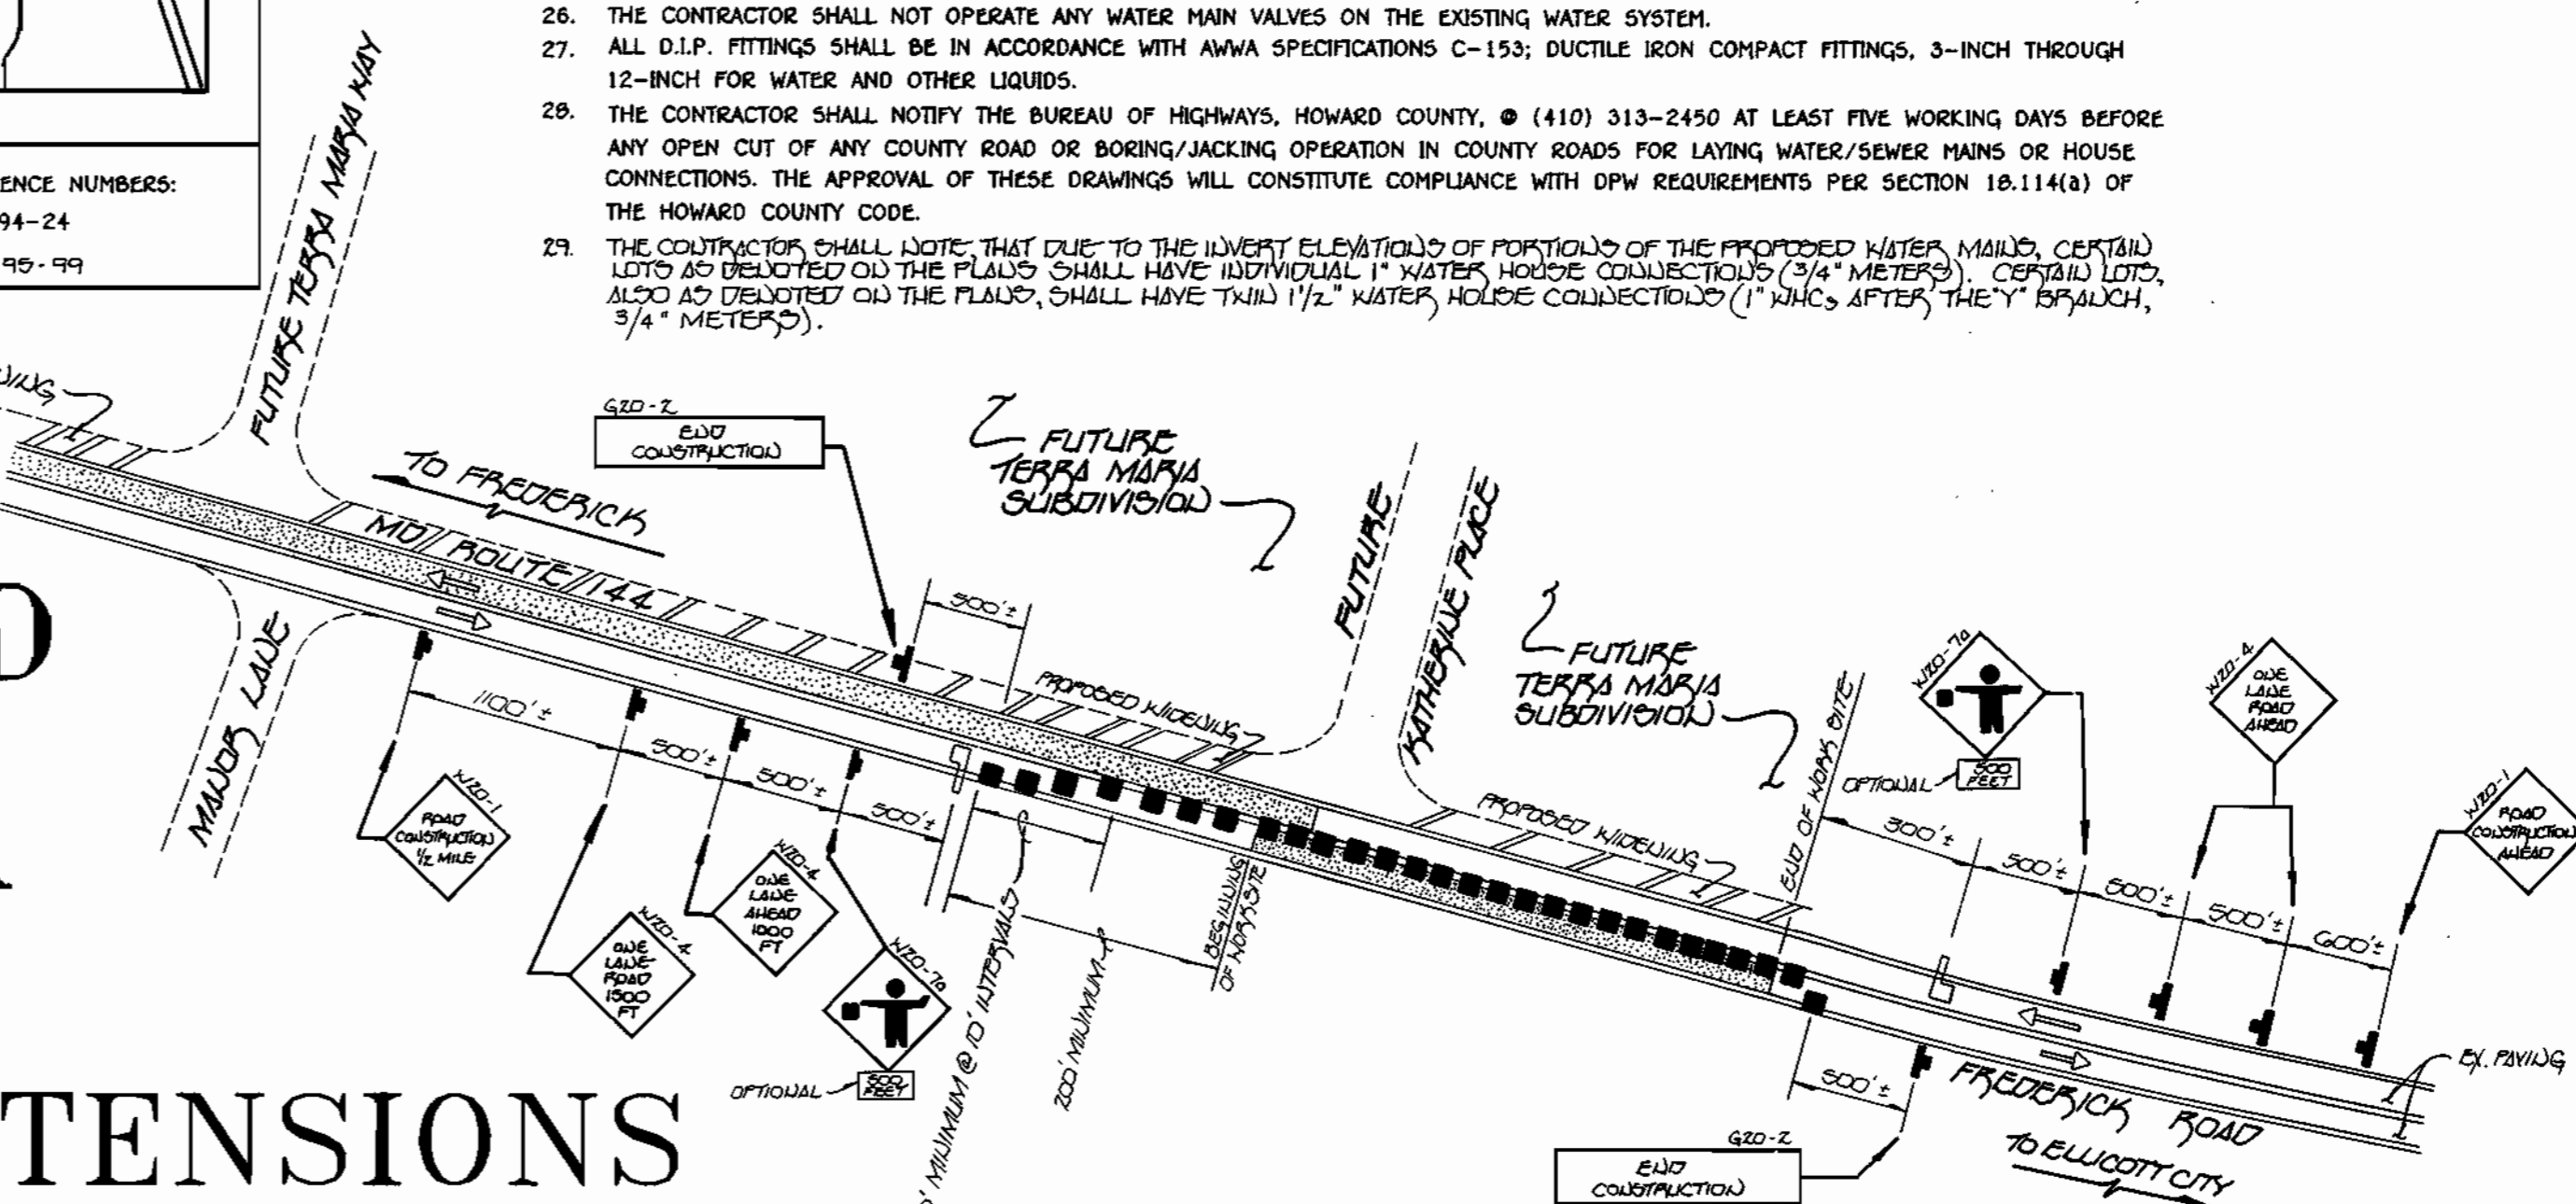 26. THE CONTRACTOR SHALL NOT OPERATE ANY WATER MAIN VALVES ON THE EXISTING WATER SYSTEM.
27. ALL D.I.P. FITTINGS SHALL BE IN ACCORDANCE WITH AWWA SPECIFICATIONS C-153; DUCTILE IRON COMPACT FITTINGS, 3-INCH THROUGH
12-INCH FOR WATER AND OTHER LIQUIDS.
28. THE CONTRACTOR SHALL NOTIFY THE BUREAU OF HIGHWAYS, HOWARD COUNTY, @ (410) 313-2450 AT LEAST FIVE WORKING DAYS BEFORE
ANY OPEN CUT OF ANY COUNTY ROAD OR BORING/JACKING OPERATION IN COUNTY ROADS FOR LAYING WATER/SEWER MAINS OR HOUSE
CONNECTIONS. THE APPROVAL OF THESE DRAWINGS WILL CONSTITUTE COMPLIANCE WITH DPW REQUIREMENTS PER SECTION 18.114(a) OF
THE HOWARD COUNTY CODE.
29. THE CONTRACTOR SHALL NOTE, THAT DUE TO THE INVERT ELEVATIONS OF PORTIONS OF THE PROPOSED WATER MAINS, CERTAIN
LOTS AS DENOTED ON THE PLANS SHALL HAVE INDIVIDUAL 1" WATER HOUSE CONNECTIONS (3/4" METERS). CERTAIN LOTS,
ALSO AS DENOTED ON THE PLANS, SHALL HAVE TWIN 1 1/2" WATER HOUSE CONNECTIONS (1" WHCs AFTER THE "Y" BRANCH,
3/4" METERS).
ENCE NUMBERS:
94-24
95-99
NING
FUTURE TERRA MARIA WAY
TO FREDERICK
MD ROUTE 144
G20-2
END
CONSTRUCTION
500'±
FUTURE
TERRA MARIA
SUBDIVISION
PROPOSED WIDENING
FUTURE
KATHERINE PLACE
FUTURE
TERRA MARIA
SUBDIVISION
PROPOSED WIDENING
END OF WORK SITE
MANOR LANE
1100'±
500'±
500'±
500'±
W20-1
ROAD
CONSTRUCTION
1/2 MILE
W20-4
ONE
LANE
ROAD
1500
FT
W20-4
ONE
LANE
AHEAD
1000
FT
W20-7a
OPTIONAL
500
FEET
' MINIMUM @ 10' INTERVALS
200' MINIMUM
BEGINNING
OF WORK SITE
W20-7a
OPTIONAL
500
FEET
W20-4
ONE
LANE
ROAD
AHEAD
W20-1
ROAD
CONSTRUCTION
AHEAD
300'±
500'±
500'±
500'±
600'±
EX. PAVING
500'±
FREDERICK ROAD
TO ELLICOTT CITY
G20-2
END
CONSTRUCTION
TENSIONS